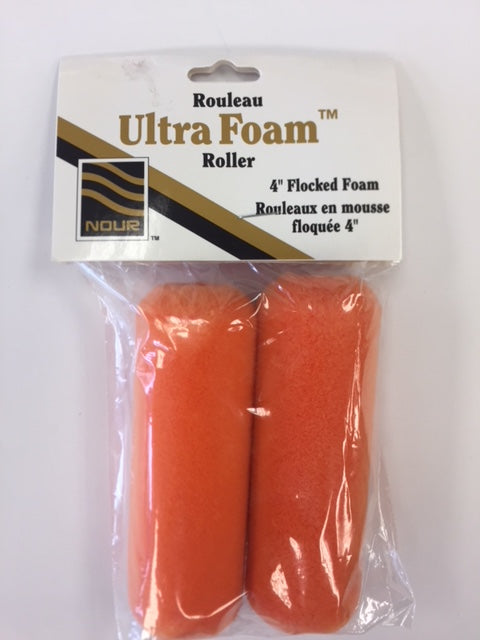 Rouleau
Ultra Foam™
Roller
4" Flocked Foam
Rouleaux en mousse
floquée 4"
NOUR™